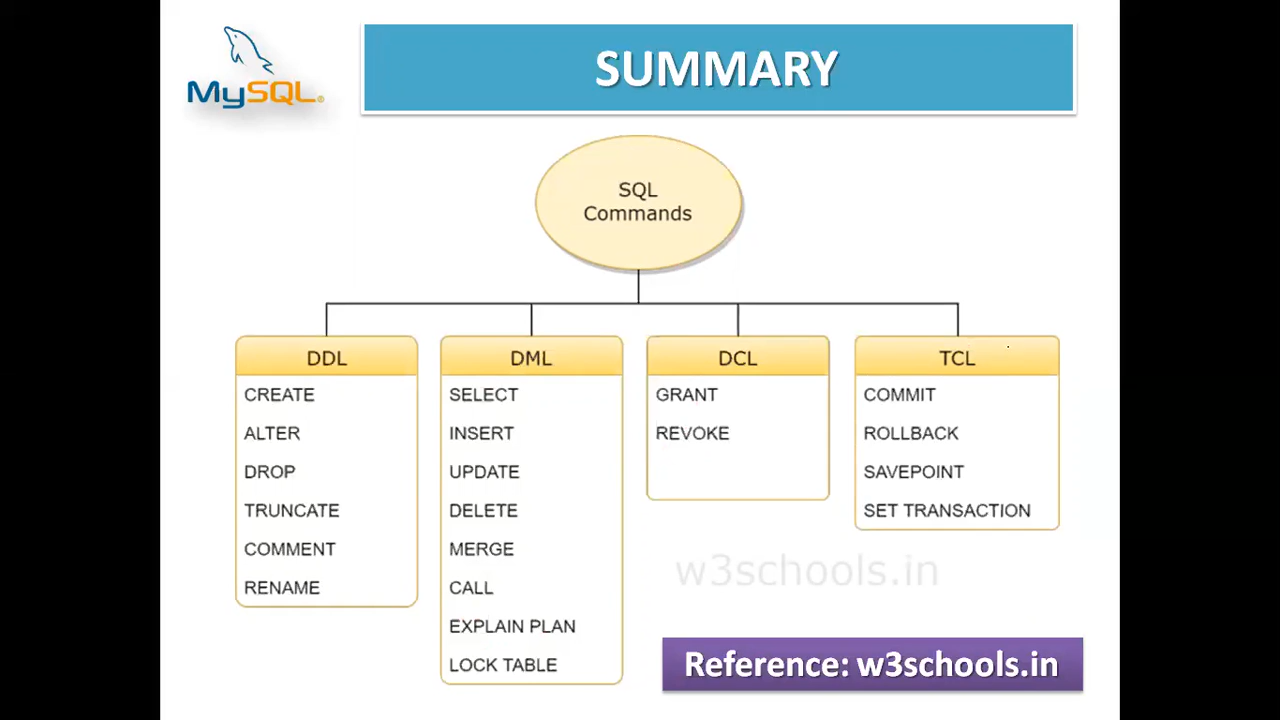 MySQL®
SUMMARY
SQL
Commands
DDL
CREATE
ALTER
DROP
TRUNCATE
COMMENT
RENAME
DML
SELECT
INSERT
UPDATE
DELETE
MERGE
CALL
EXPLAIN PLAN
LOCK TABLE
DCL
GRANT
REVOKE
TCL
COMMIT
ROLLBACK
SAVEPOINT
SET TRANSACTION
w3schools.in
Reference: w3schools.in